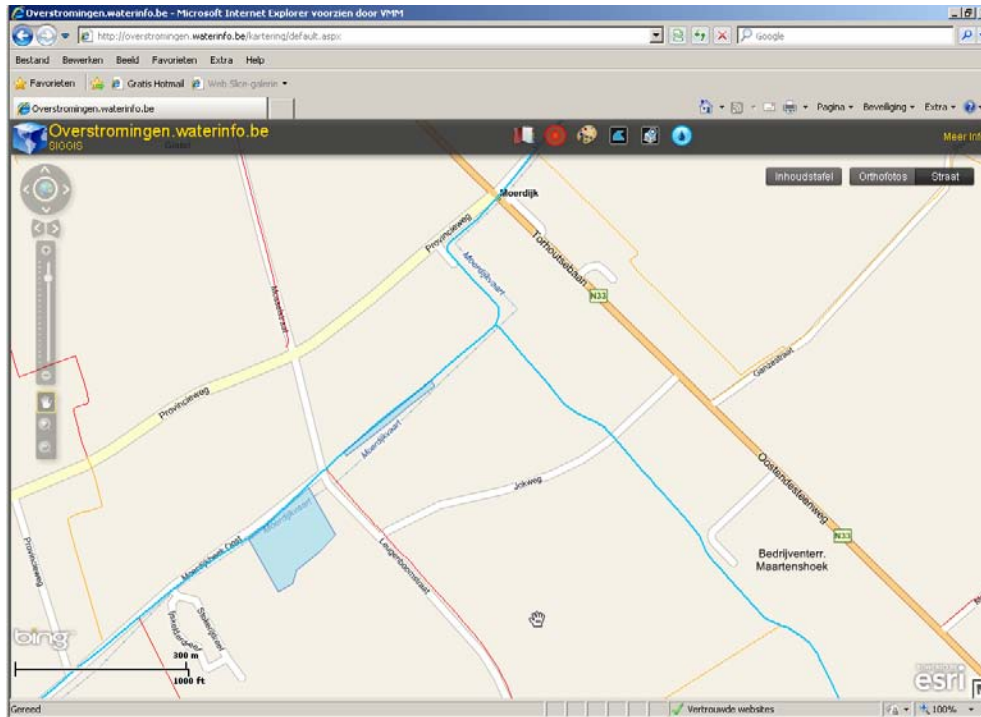 Overstromingen.waterinfo.be - Microsoft Internet Explorer voorzien door VMM
http://overstromingen.waterinfo.be/kartering/default.aspx
Google
Bestand Bewerken Beeld Favorieten Extra Help
Favorieten Gratis Hotmail Web Slice-galerie
Overstromingen.waterinfo.be
Pagina Beveiliging Extra
Overstromingen.waterinfo.be
Meer Inf
Inhoudstafel Orthofotos Straat
Moerdijk
Provincieweg
Moerdijkvaart
Torhoutsebaan
N33
Mosselstraat
Ganzestraat
Provincieweg
Moerdijkvaart
Oostendesteenweg
Jokweg
Moerdijkvaart
N33
Provincieweg
Moerdijkbeek Oost
Leugenboomstraat
Bedrijventerr.
Maartenshoek
bing
300 m
1000 ft
esri
Gereed
Vertrouwde websites
100%